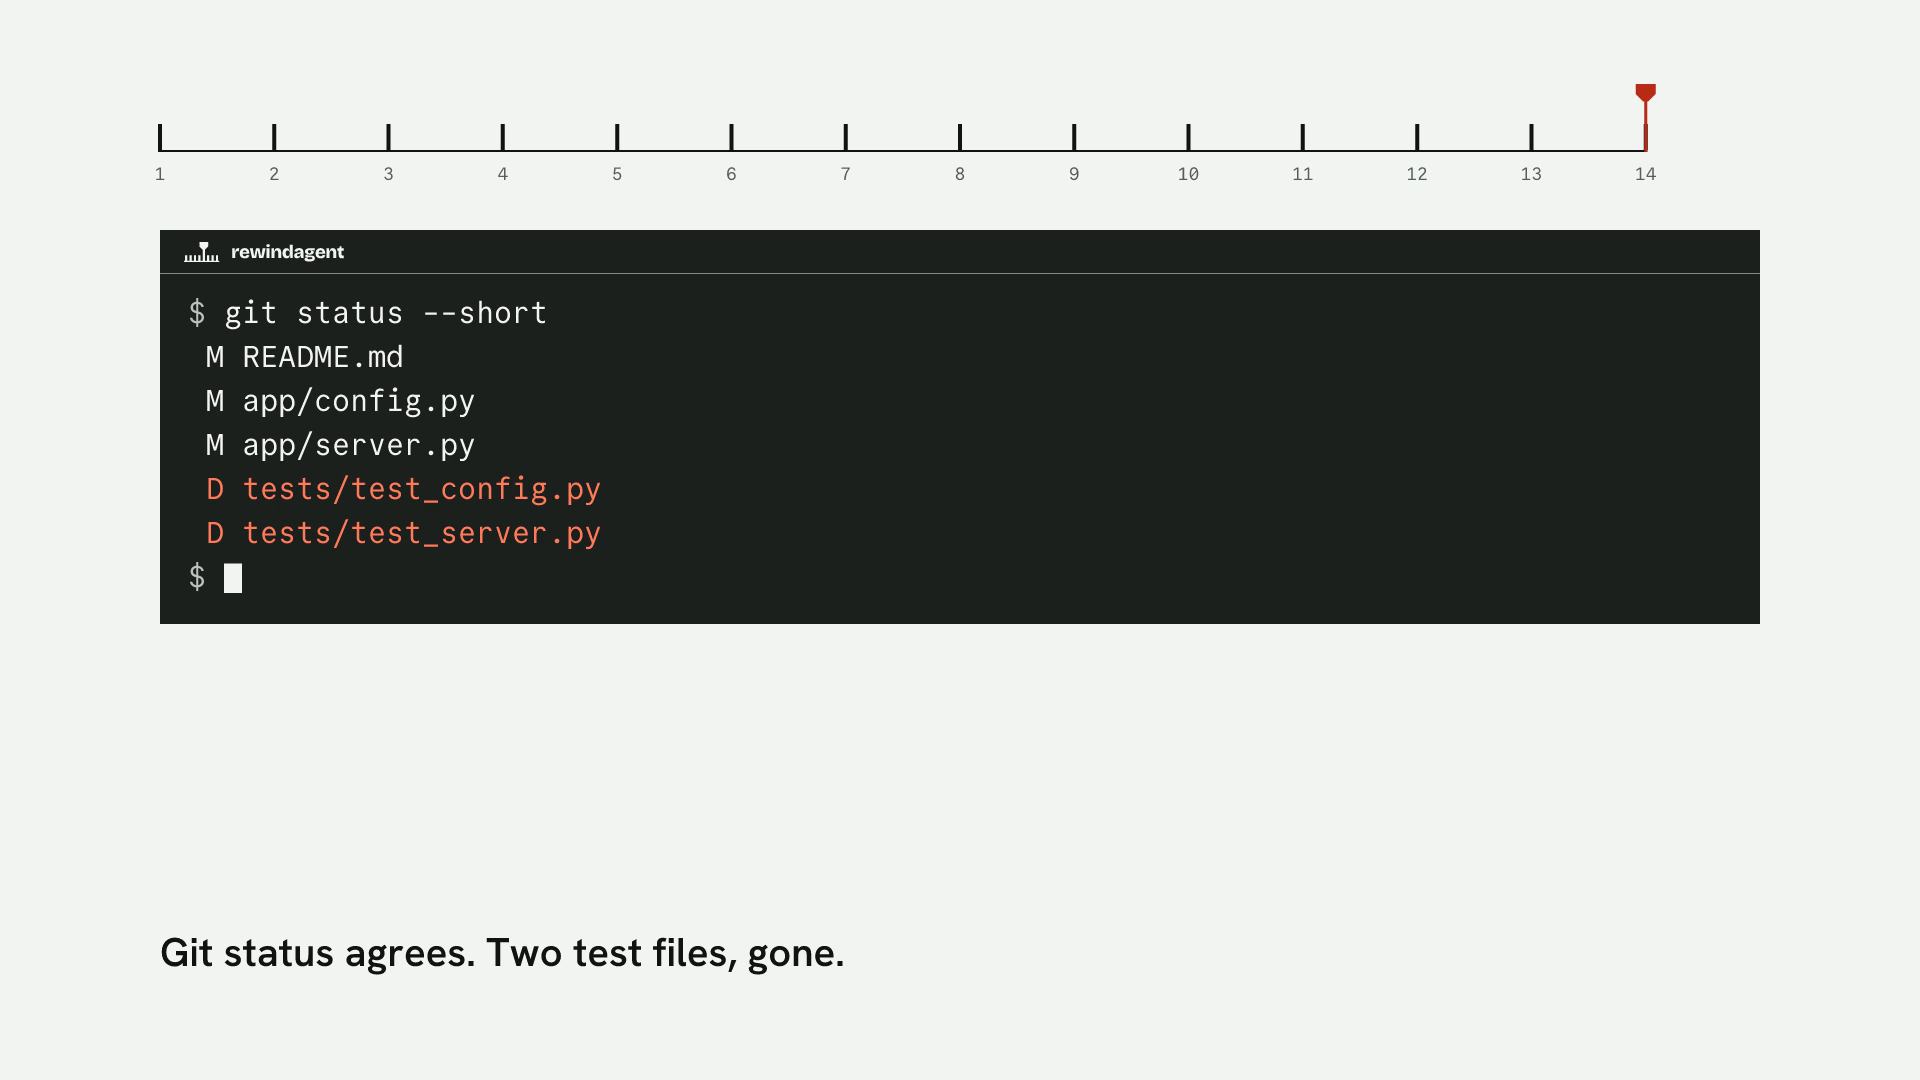 1 2 3 4 5 6 7 8 9 10 11 12 13 14
rewindagent
$ git status --short
 M README.md
 M app/config.py
 M app/server.py
 D tests/test_config.py
 D tests/test_server.py
$
Git status agrees. Two test files, gone.